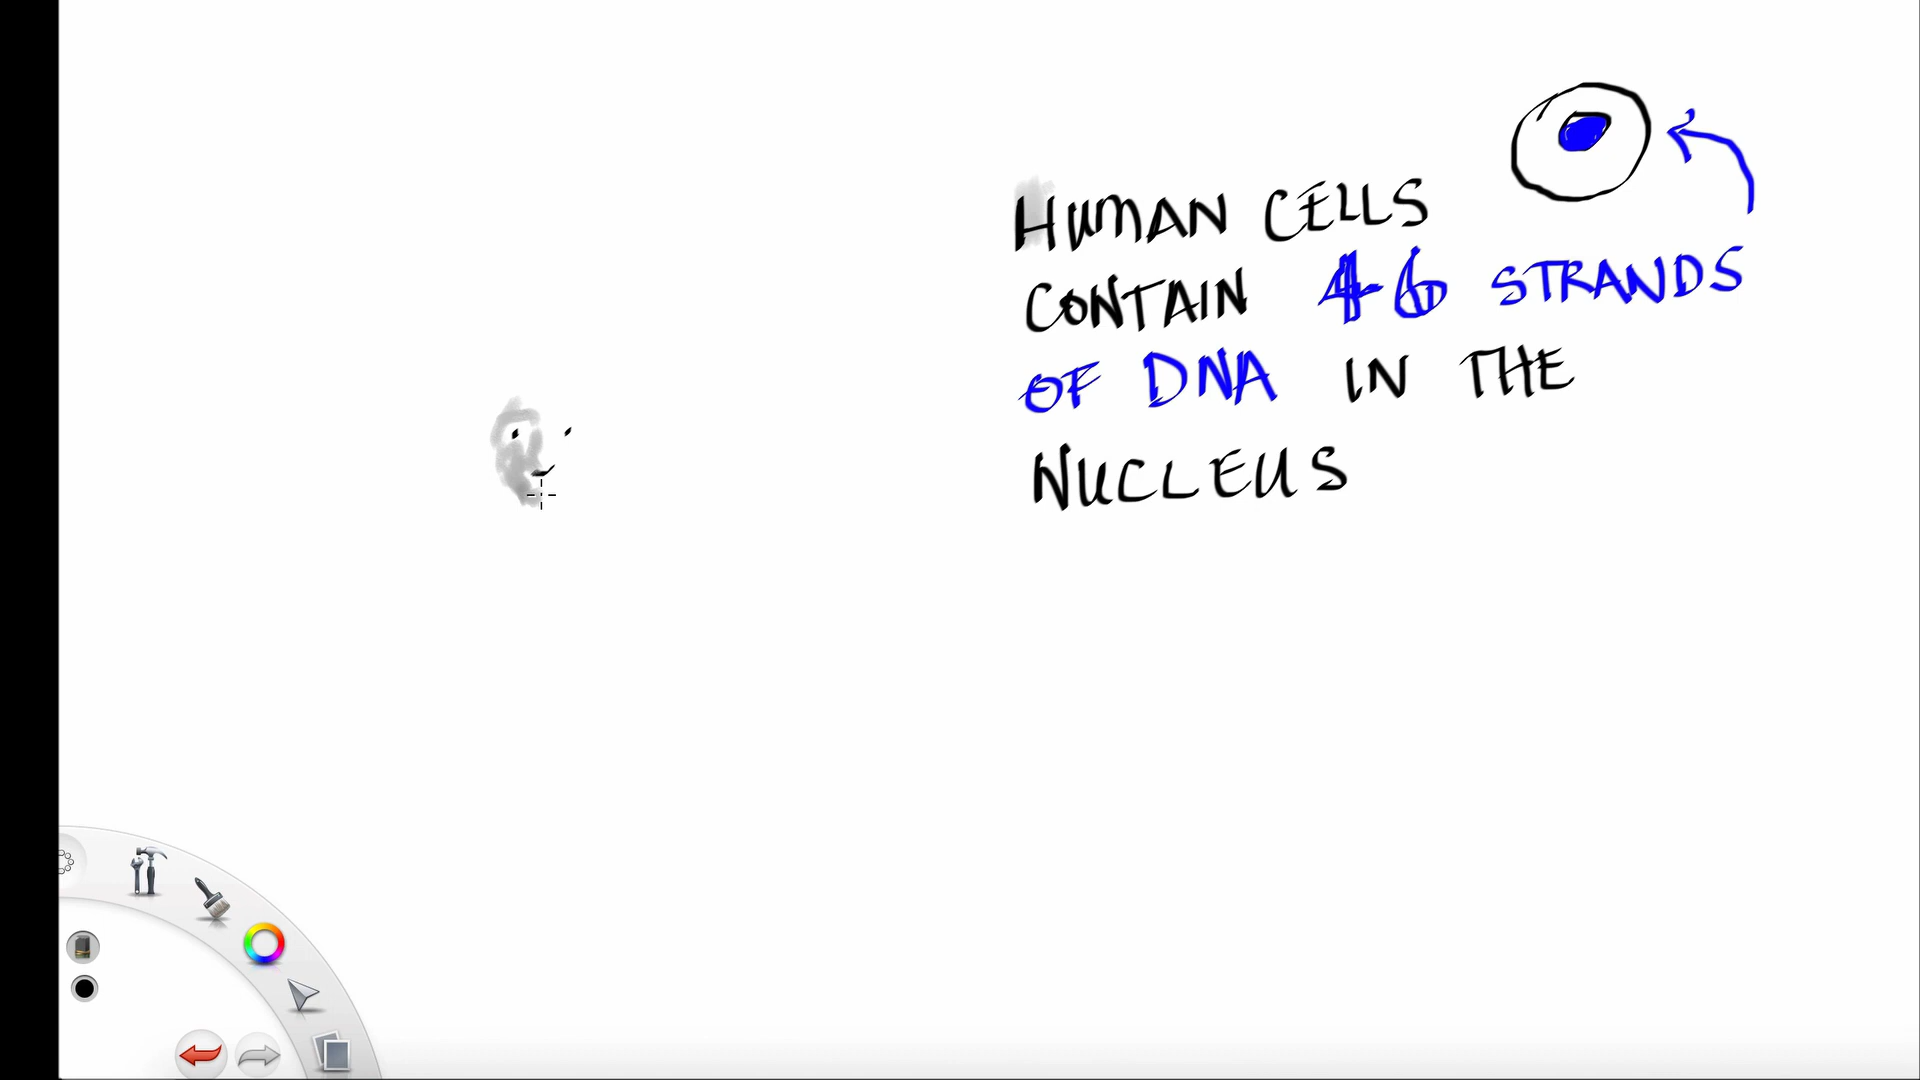 HUMAN CELLS
CONTAIN 46 STRANDS
OF DNA IN THE
NUCLEUS